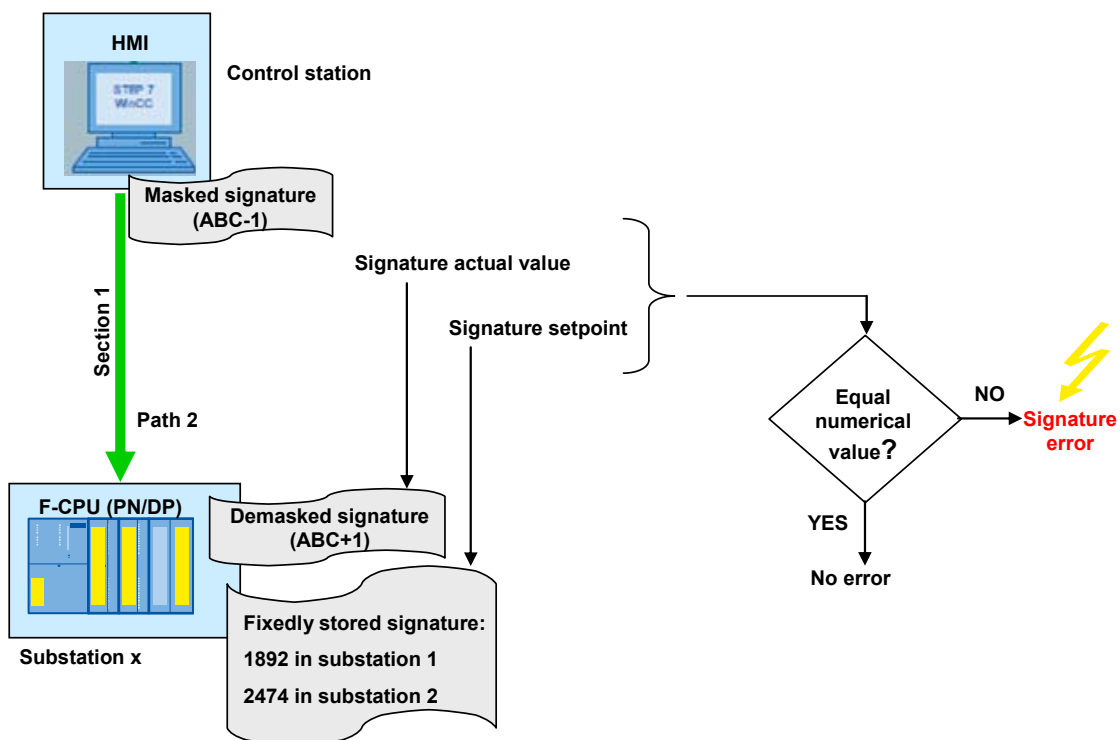 HMI
STEP 7
WinCC
Control station
Masked signature
(ABC-1)
Section 1
Path 2
Signature actual value
Signature setpoint
Equal
numerical
value?
NO
Signature
error
YES
No error
F-CPU (PN/DP)
Demasked signature
(ABC+1)
Fixedly stored signature:
1892 in substation 1
2474 in substation 2
Substation x